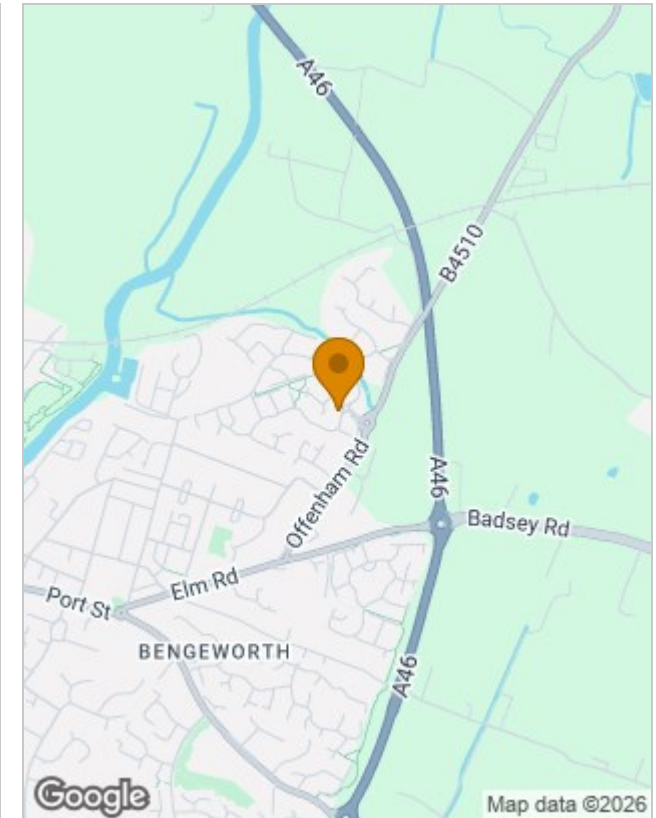 A46
B4510
Offenham Rd
A46
Badsey Rd
Elm Rd
Port St
BENGEWORTH
A46
Google
Map data ©2026